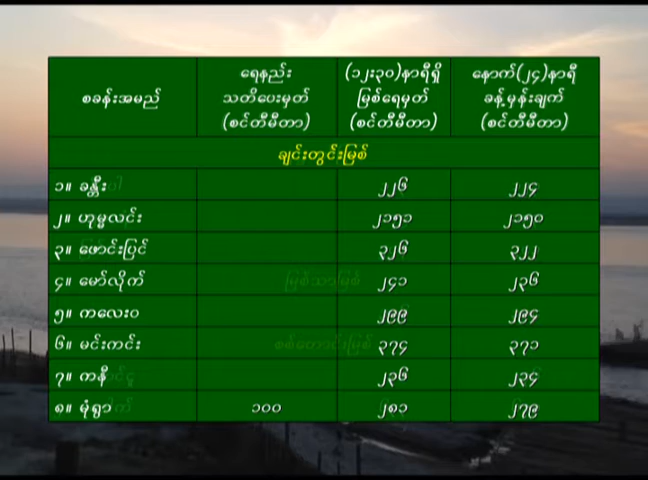 စခန်းအမည်
ရေနည်း
သတိပေးမှတ်
(စင်တီမီတာ)
(၁၂း၃၀)နာရီရှိ
မြစ်ရေမှတ်
(စင်တီမီတာ)
နောက်(၂၄)နာရီ
ခန့်မှန်းချက်
(စင်တီမီတာ)
ချင်းတွင်းမြစ်
၁။ ခန္တီး ၂၂၆ ၂၂၄
၂။ ဟုမ္မလင်း ၂၁၅၁ ၂၁၅၀
၃။ ဖောင်းပြင် ၃၂၆ ၃၂၂
၄။ မော်လိုက် ၂၄၁ ၂၃၆
၅။ ကလေးဝ ၂၉၉ ၂၉၄
၆။ မင်းကင်း ၃၇၄ ၃၇၁
၇။ ကနီ ၂၃၆ ၂၃၄
၈။ မုံရွာ ၁၀၀ ၂၈၁ ၂၇၉